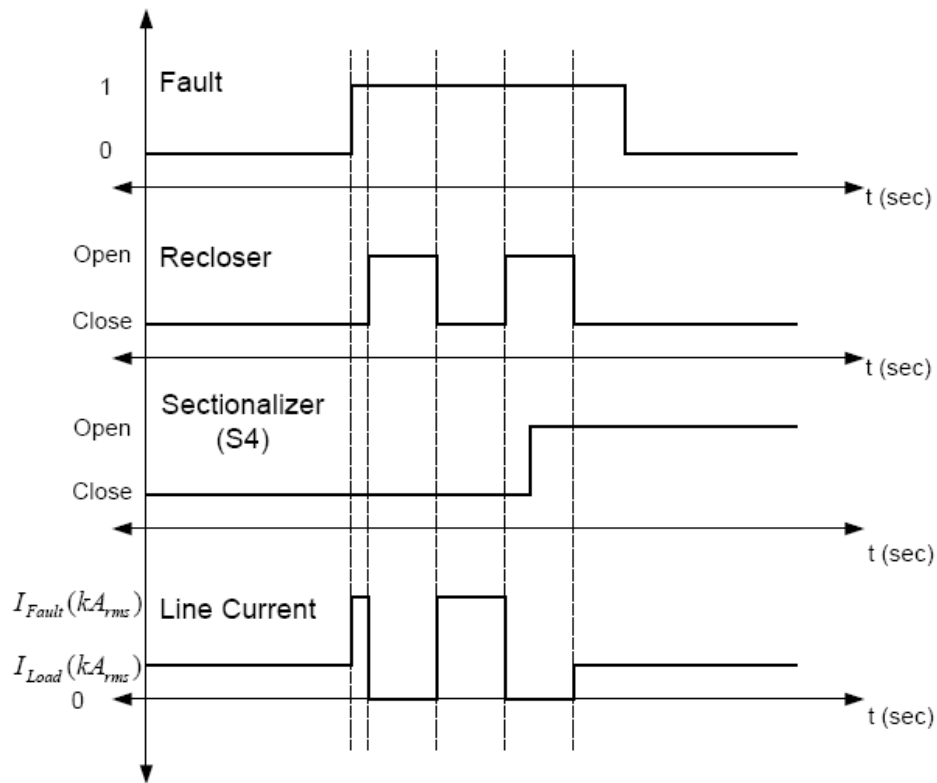 Fault
1
0
t (sec)
Open
Recloser
Close
t (sec)
Sectionalizer
(S4)
Open
Close
t (sec)
I_Fault (kA_rms)
Line Current
I_Load (kA_rms)
0
t (sec)